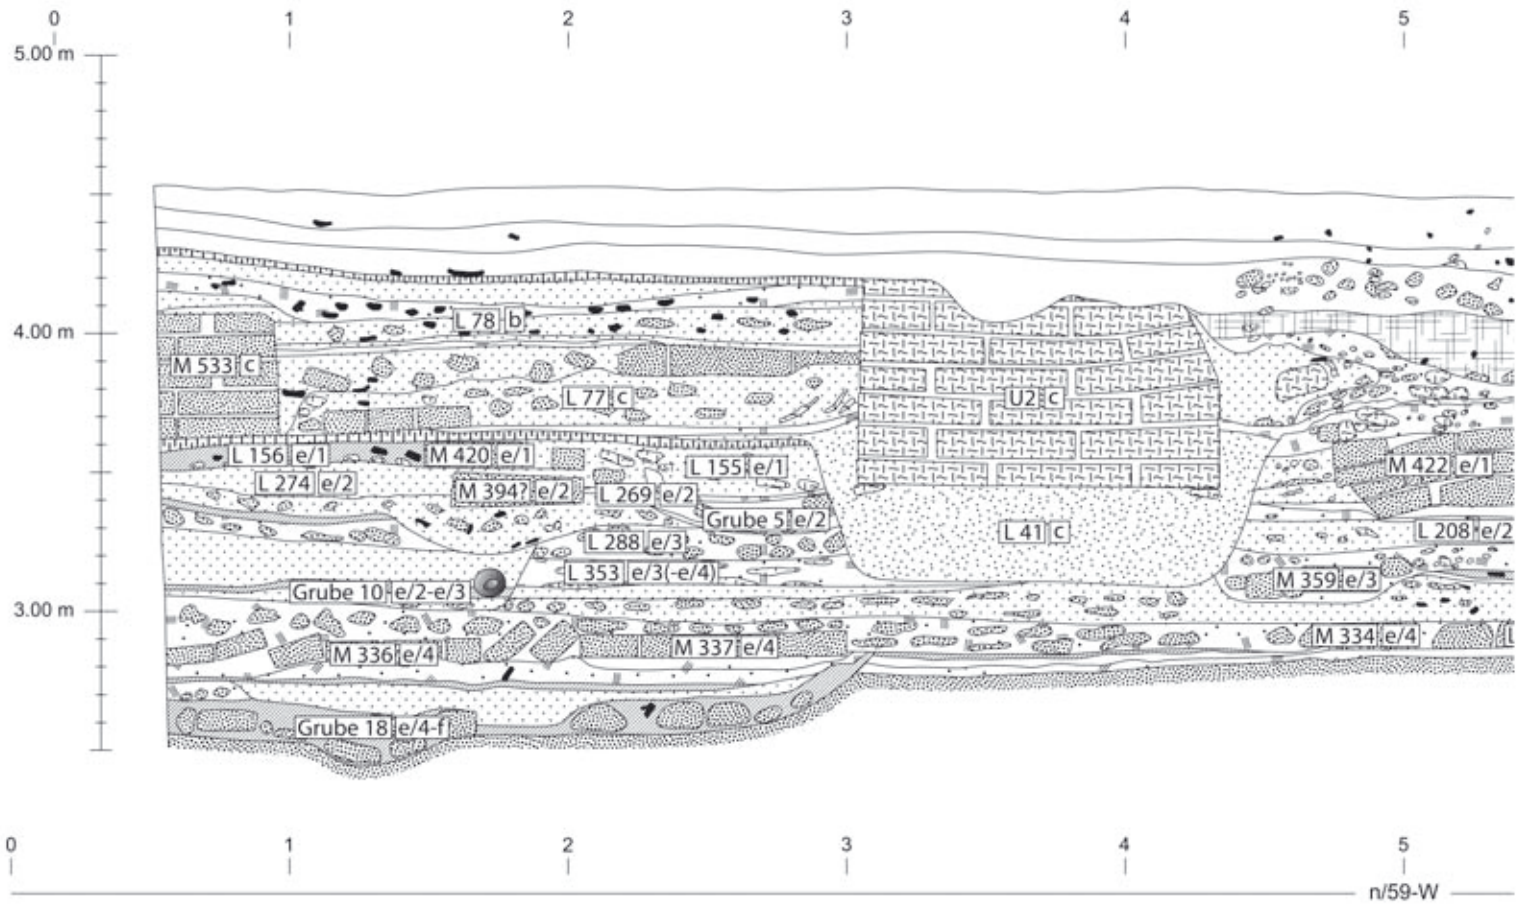 0 1 2 3 4 5
5.00 m
KSP
L 78 b
4.00 m
M 533 c
L 77 c
U2 c
L 156 e/1
M 420 e/1
L 155 e/1
M 422 e/1
L 274 e/2
M 394? e/2
L 269 e/2
Grube 5 e/2
L 41 c
L 208 e/2
L 288 e/3
L 353 e/3(-e/4)
M 359 e/3
Grube 10 e/2-e/3
3.00 m
M 336 e/4
M 337 e/4
M 334 e/4
L
Grube 18 e/4-f
0 1 2 3 4 5
n/59-W